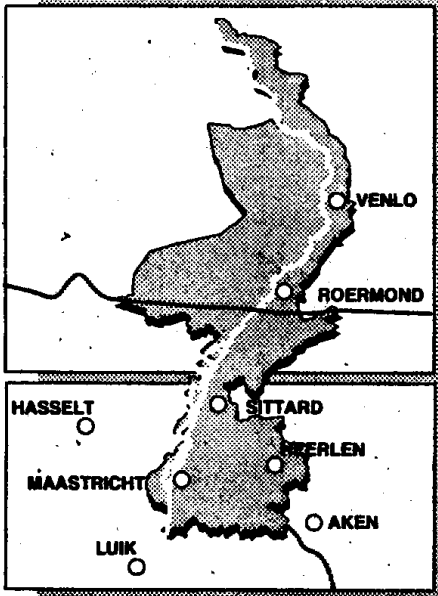 VENLO
ROERMOND
HASSELT
SITTARD
HEERLEN
MAASTRICHT
AKEN
LUIK